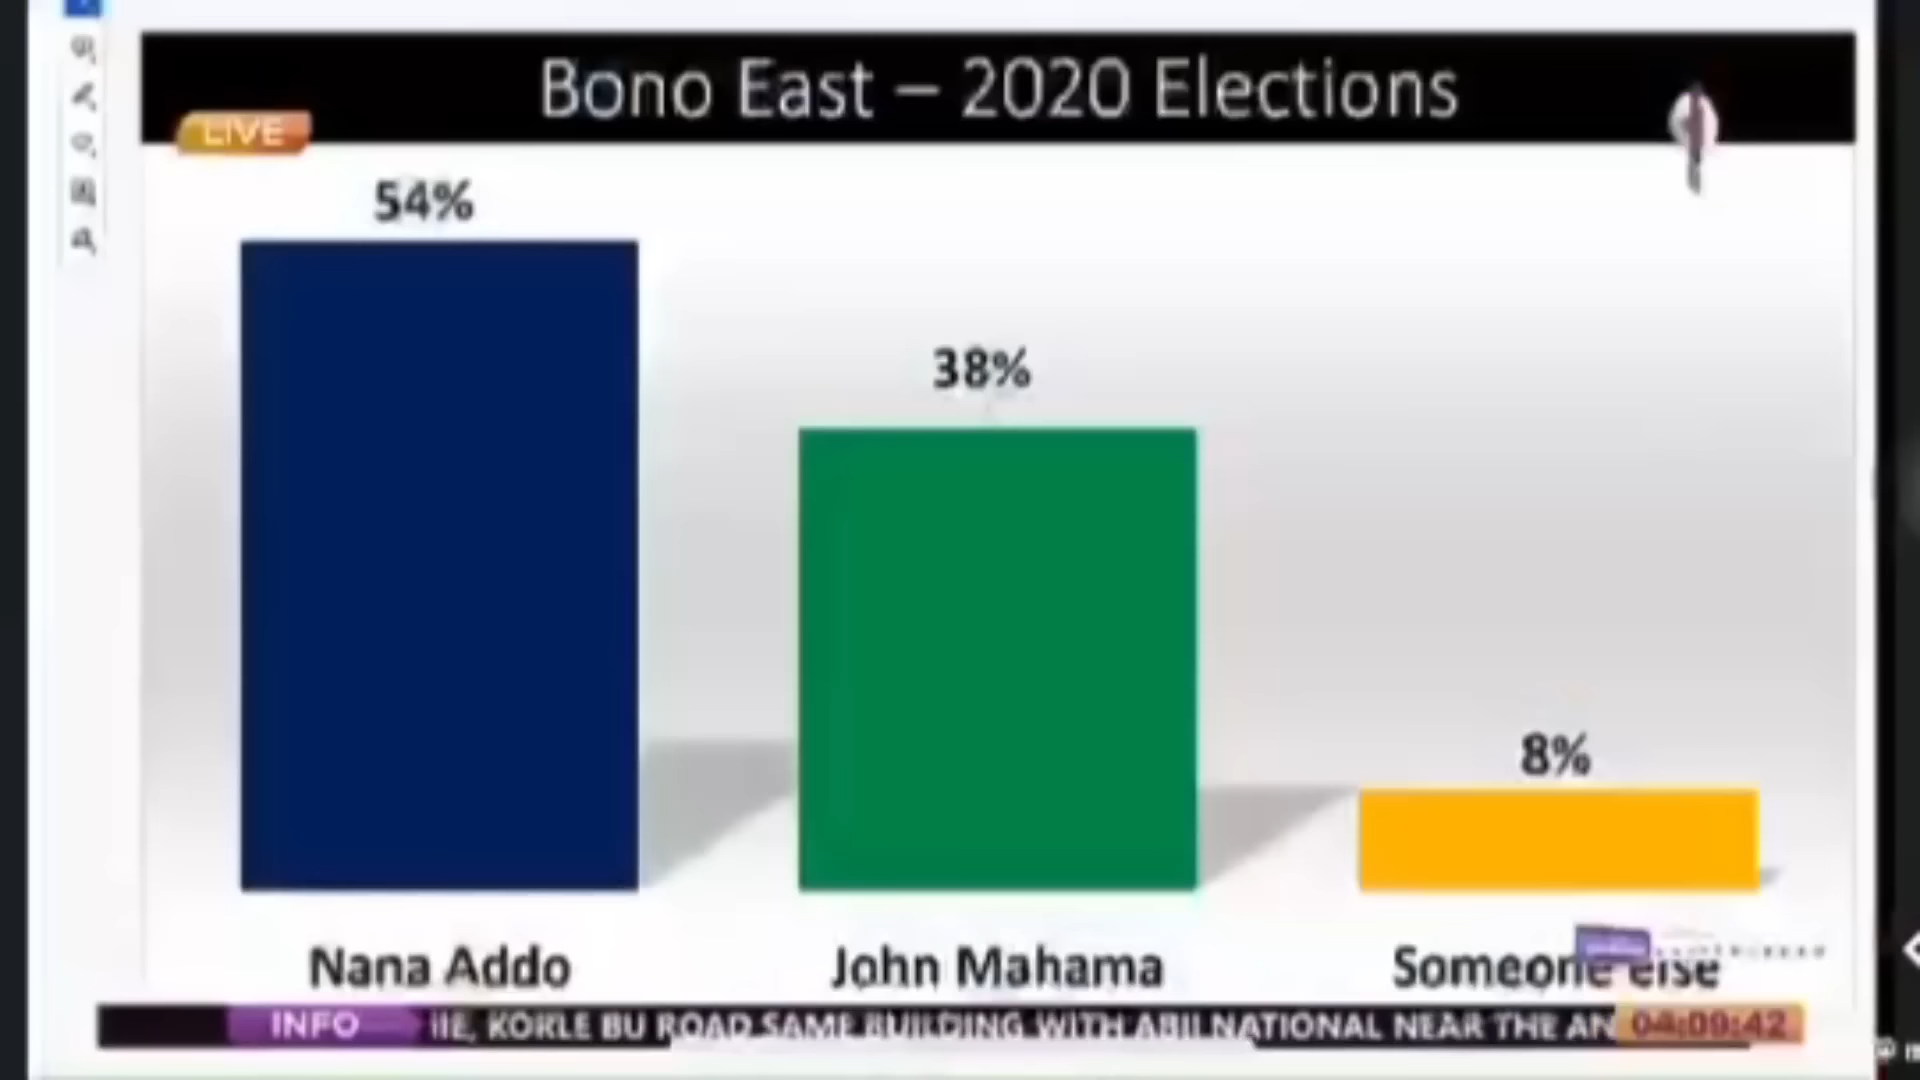 Bono East – 2020 Elections
LIVE
54%
38%
8%
Nana Addo
John Mahama
Someone else
INFO
KORLE BU ROAD SAME BUILDING WITH ABII NATIONAL NEAR THE AN
04:09:42